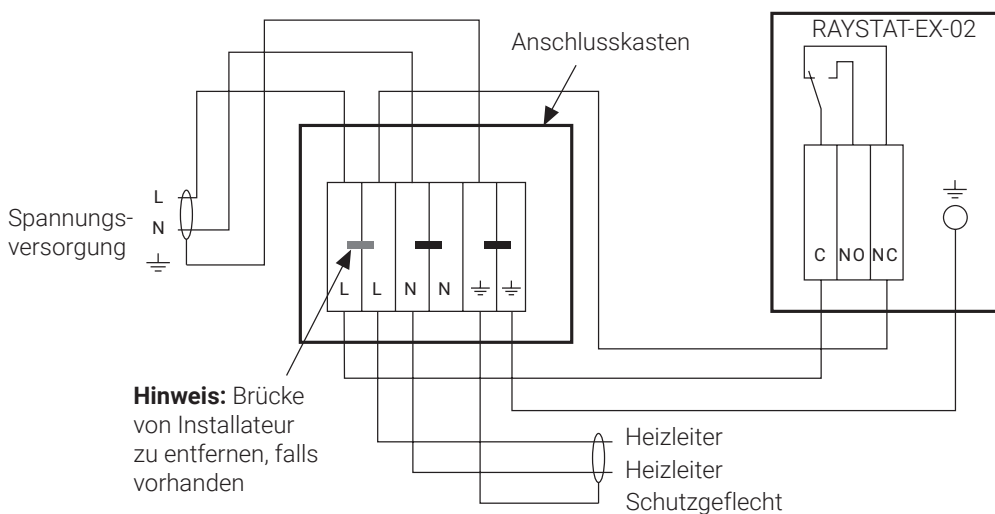 RAYSTAT-EX-02
Anschlusskasten
L
Spannungs-
N
versorgung
C NO NC
L L N N
Hinweis: Brücke
von Installateur
zu entfernen, falls
vorhanden
Heizleiter
Heizleiter
Schutzgeflecht